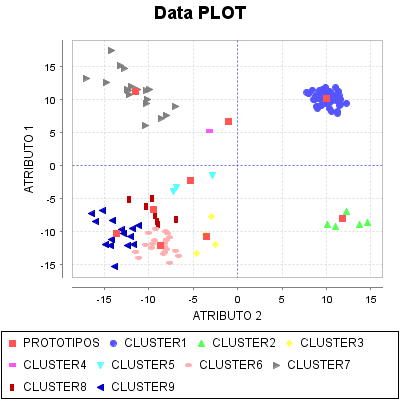 Data PLOT
ATRIBUTO 1
15
10
5
0
-5
-10
-15
-15 -10 -5 0 5 10 15
ATRIBUTO 2
PROTOTIPOS CLUSTER1 CLUSTER2 CLUSTER3
CLUSTER4 CLUSTER5 CLUSTER6 CLUSTER7
CLUSTER8 CLUSTER9